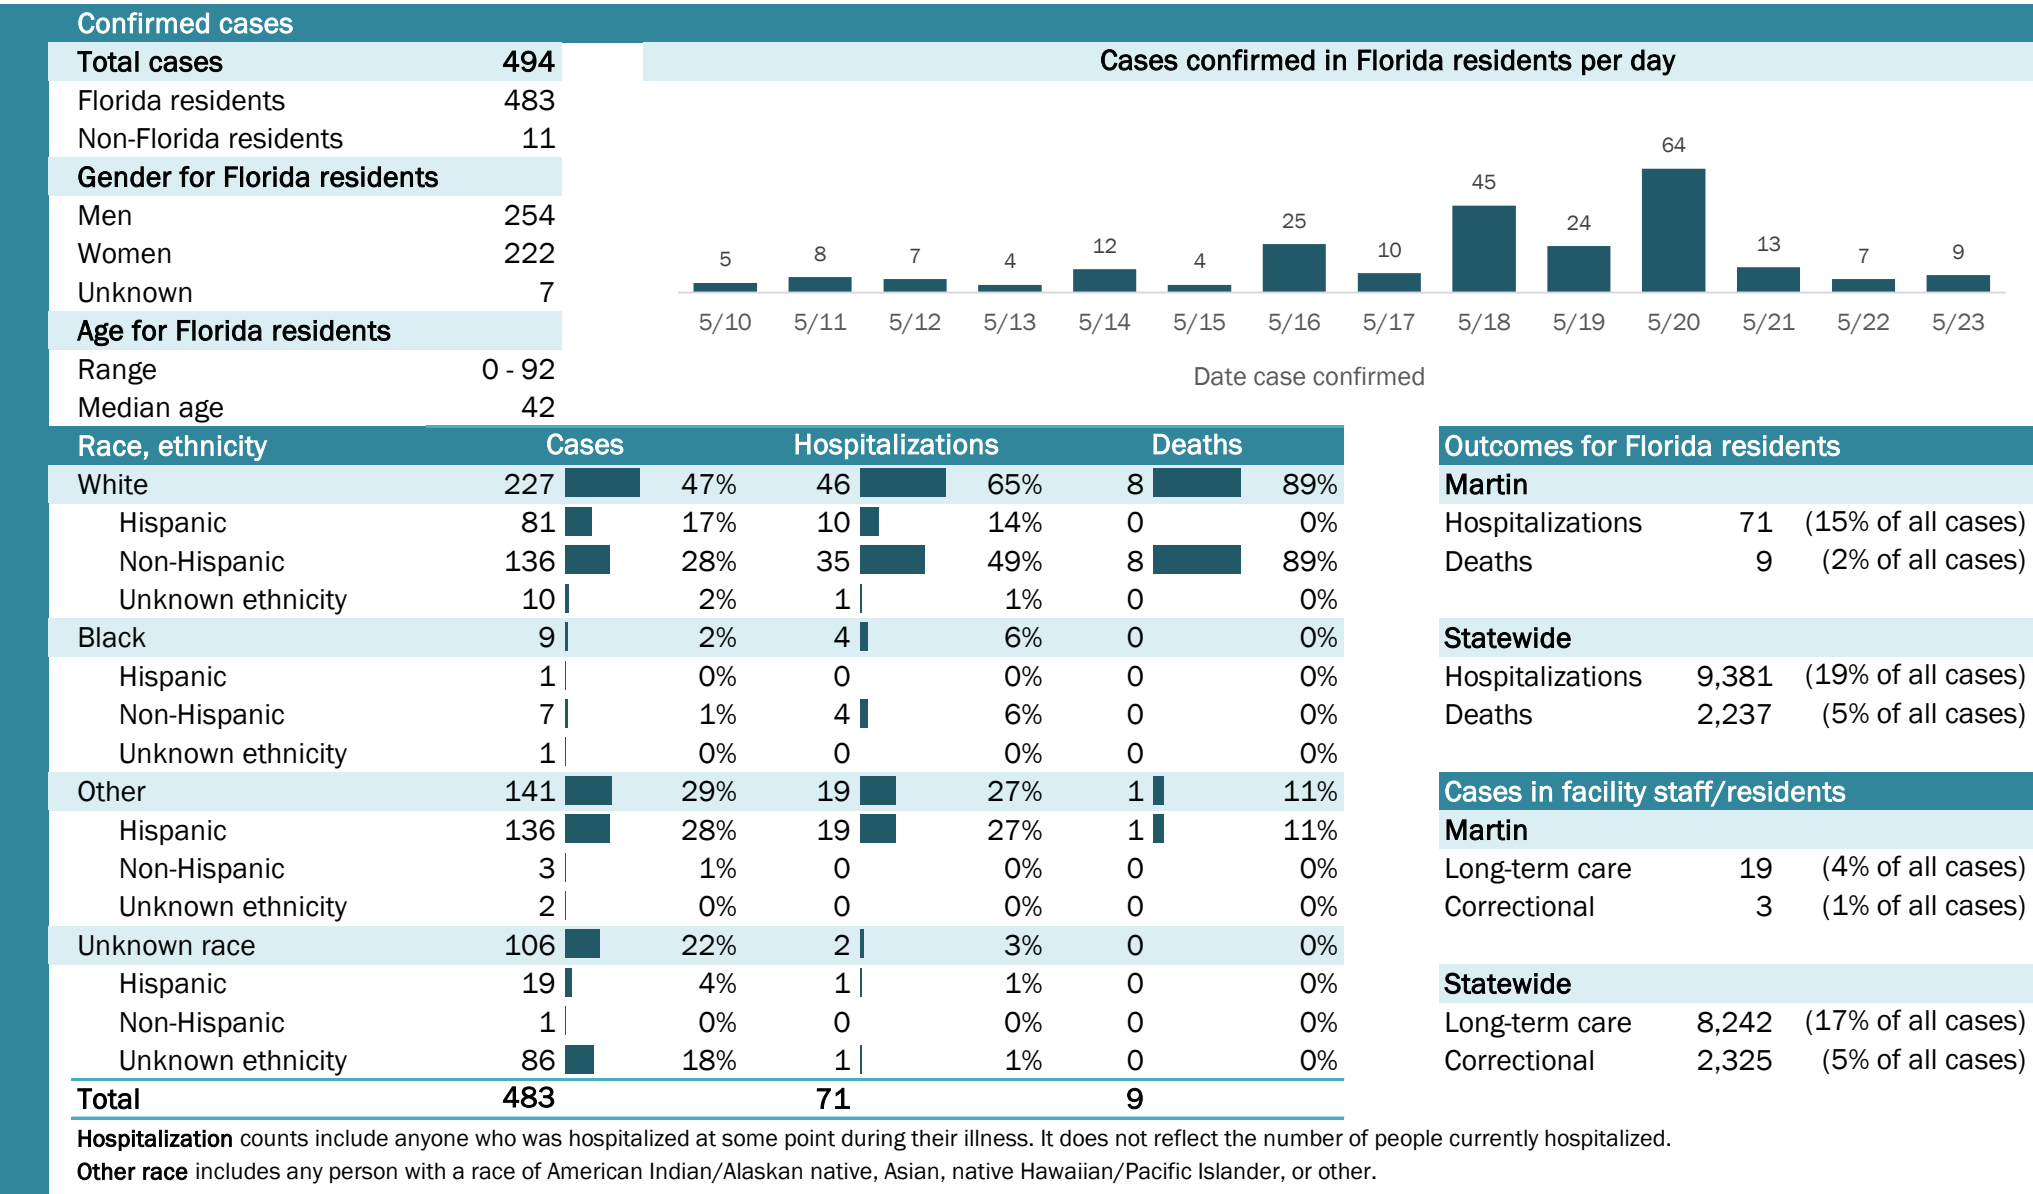 Confirmed cases
Total cases 494
Florida residents 483
Non-Florida residents 11
Gender for Florida residents
Men 254
Women 222
Unknown 7
Age for Florida residents
Range 0 - 92
Median age 42
Cases confirmed in Florida residents per day
5 8 7 4 12 4 25 10 45 24 64 13 7 9
5/10 5/11 5/12 5/13 5/14 5/15 5/16 5/17 5/18 5/19 5/20 5/21 5/22 5/23
Date case confirmed
Race, ethnicity Cases Hospitalizations Deaths
White 227 47% 46 65% 8 89%
Hispanic 81 17% 10 14% 0 0%
Non-Hispanic 136 28% 35 49% 8 89%
Unknown ethnicity 10 2% 1 1% 0 0%
Black 9 2% 4 6% 0 0%
Hispanic 1 0% 0 0% 0 0%
Non-Hispanic 7 1% 4 6% 0 0%
Unknown ethnicity 1 0% 0 0% 0 0%
Other 141 29% 19 27% 1 11%
Hispanic 136 28% 19 27% 1 11%
Non-Hispanic 3 1% 0 0% 0 0%
Unknown ethnicity 2 0% 0 0% 0 0%
Unknown race 106 22% 2 3% 0 0%
Hispanic 19 4% 1 1% 0 0%
Non-Hispanic 1 0% 0 0% 0 0%
Unknown ethnicity 86 18% 1 1% 0 0%
Total 483 71 9
Outcomes for Florida residents
Martin
Hospitalizations 71 (15% of all cases)
Deaths 9 (2% of all cases)
Statewide
Hospitalizations 9,381 (19% of all cases)
Deaths 2,237 (5% of all cases)
Cases in facility staff/residents
Martin
Long-term care 19 (4% of all cases)
Correctional 3 (1% of all cases)
Statewide
Long-term care 8,242 (17% of all cases)
Correctional 2,325 (5% of all cases)
Hospitalization counts include anyone who was hospitalized at some point during their illness. It does not reflect the number of people currently hospitalized.
Other race includes any person with a race of American Indian/Alaskan native, Asian, native Hawaiian/Pacific Islander, or other.